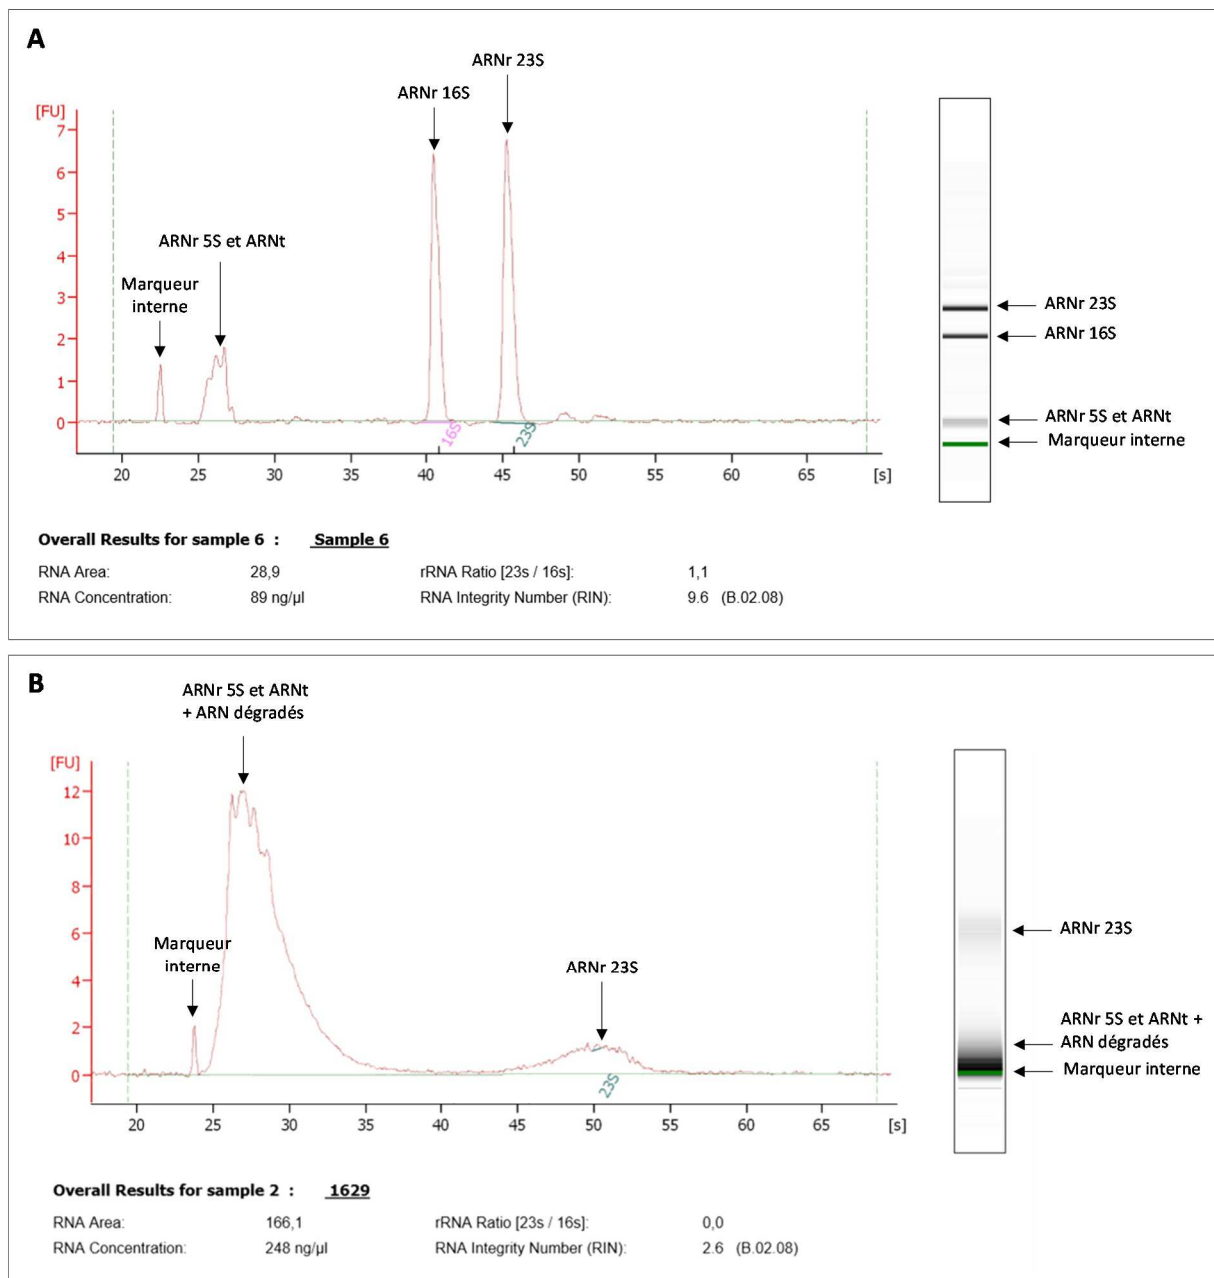 A
ARNr 23S
ARNr 16S
[FU]
7
6
5
4
3
2
1
0
ARNr 5S et ARNt
Marqueur
interne
16S
23S
20 25 30 35 40 45 50 55 60 65 [s]
ARNr 23S
ARNr 16S
ARNr 5S et ARNt
Marqueur interne
Overall Results for sample 6 : Sample 6
RNA Area: 28,9 rRNA Ratio [23s / 16s]: 1,1
RNA Concentration: 89 ng/µl RNA Integrity Number (RIN): 9.6 (B.02.08)
B
ARNr 5S et ARNt
+ ARN dégradés
[FU]
12
10
8
6
4
2
0
Marqueur
interne
ARNr 23S
23S
20 25 30 35 40 45 50 55 60 65 [s]
ARNr 23S
ARNr 5S et ARNt +
ARN dégradés
Marqueur interne
Overall Results for sample 2 : 1629
RNA Area: 166,1 rRNA Ratio [23s / 16s]: 0,0
RNA Concentration: 248 ng/µl RNA Integrity Number (RIN): 2.6 (B.02.08)